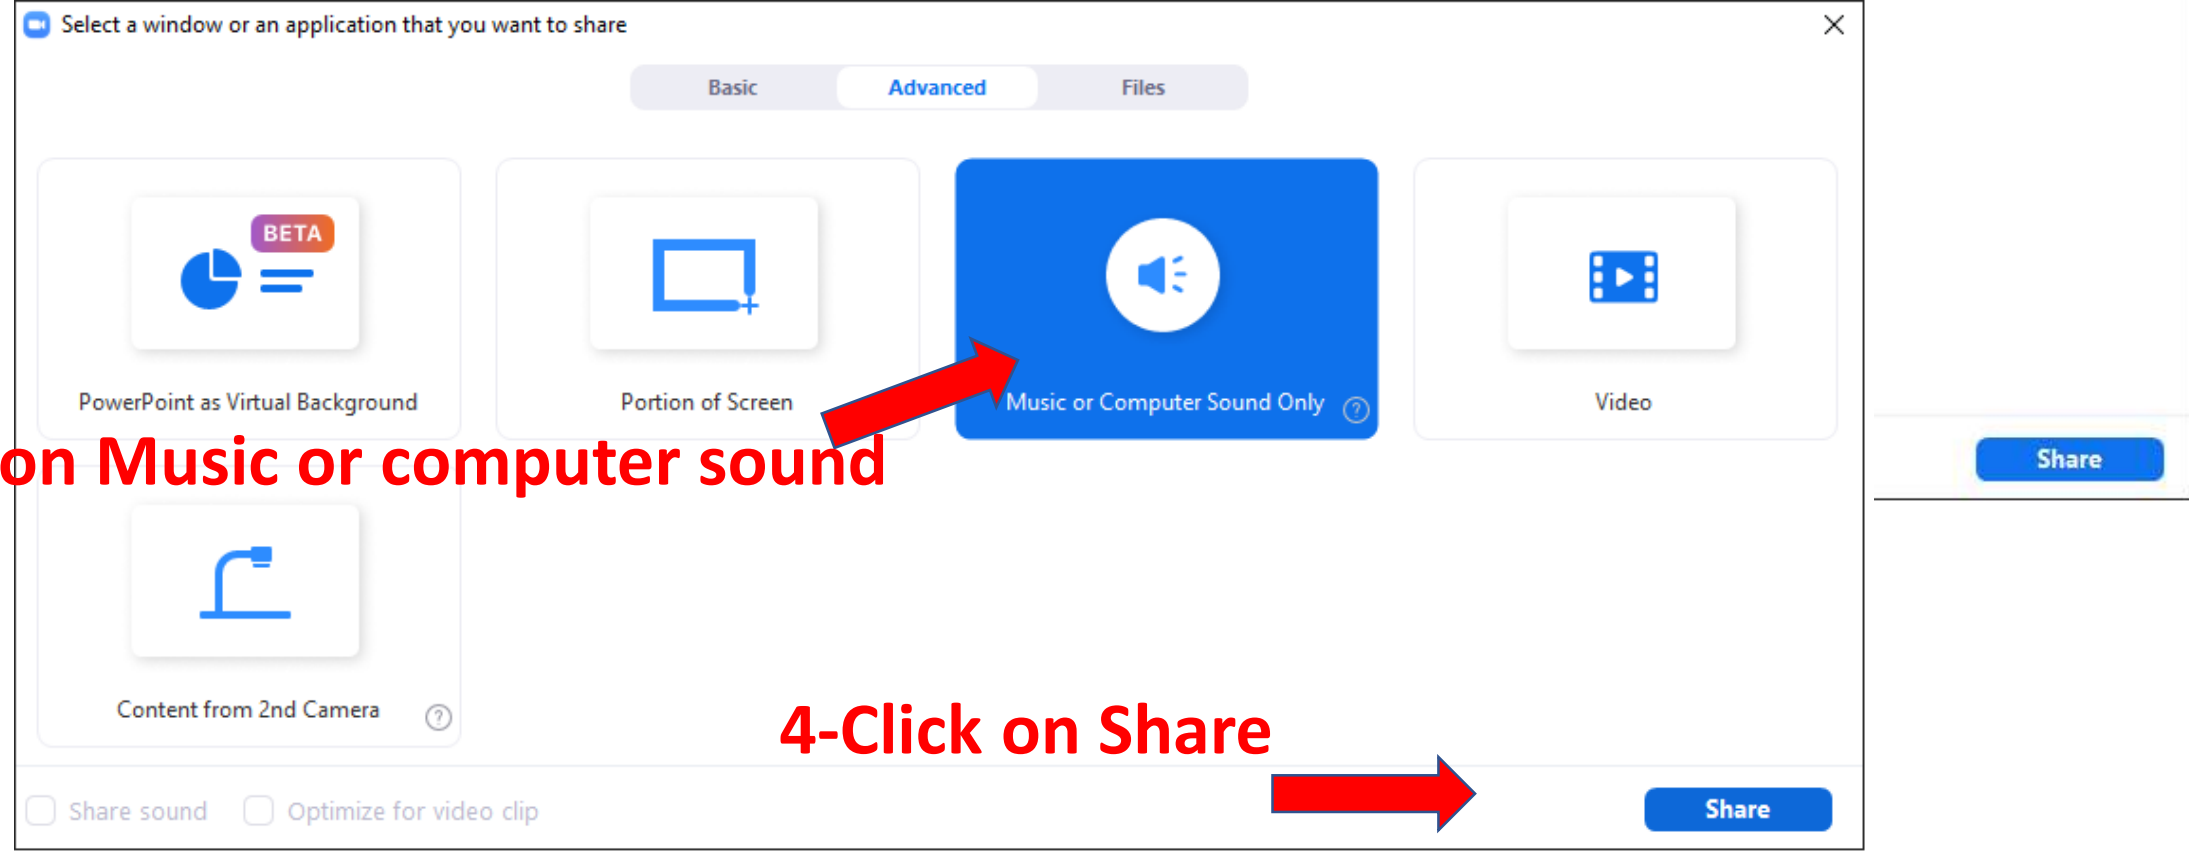 Select a window or an application that you want to share
Basic
Advanced
Files
BETA
PowerPoint as Virtual Background
Portion of Screen
Music or Computer Sound Only
Video
on Music or computer sound
Share
Content from 2nd Camera
4-Click on Share
Share sound
Optimize for video clip
Share